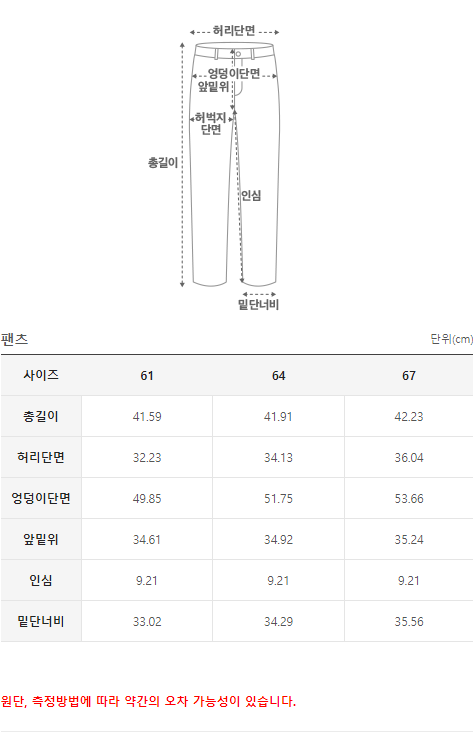 허리단면
엉덩이단면
앞밑위
허벅지
단면
총길이
인심
밑단너비
팬츠 단위(cm)
사이즈 61 64 67
총길이 41.59 41.91 42.23
허리단면 32.23 34.13 36.04
엉덩이단면 49.85 51.75 53.66
앞밑위 34.61 34.92 35.24
인심 9.21 9.21 9.21
밑단너비 33.02 34.29 35.56
원단, 측정방법에 따라 약간의 오차 가능성이 있습니다.